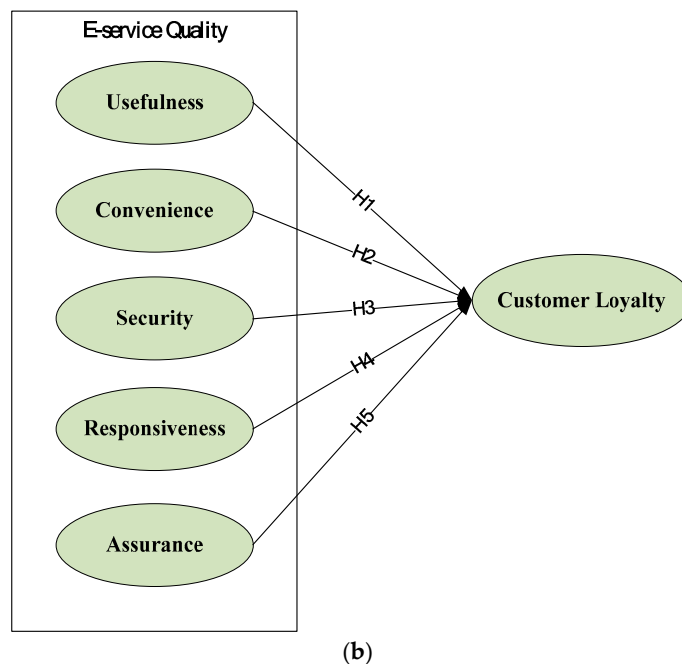 E-service Quality
Usefulness
Convenience
Security
Responsiveness
Assurance
H1
H2
H3
H4
H5
Customer Loyalty
(b)